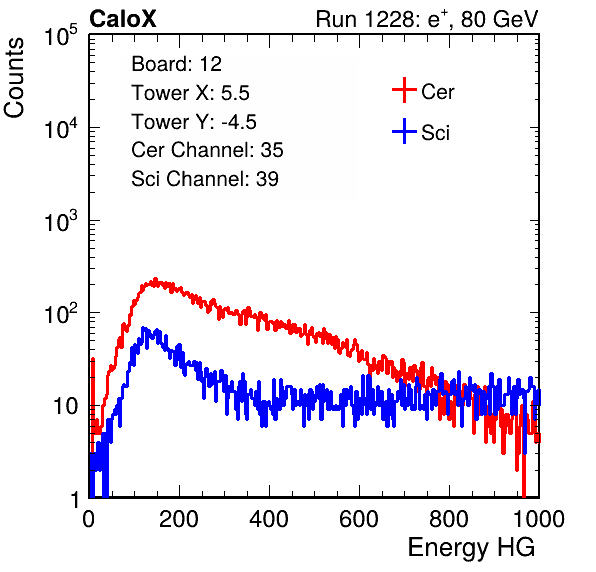 CaloX Run 1228: e⁺, 80 GeV
Counts
10⁵
10⁴
10³
10²
10
1
Board: 12
Tower X: 5.5
Tower Y: -4.5
Cer Channel: 35
Sci Channel: 39
Cer
Sci
0 200 400 600 800 1000
Energy HG